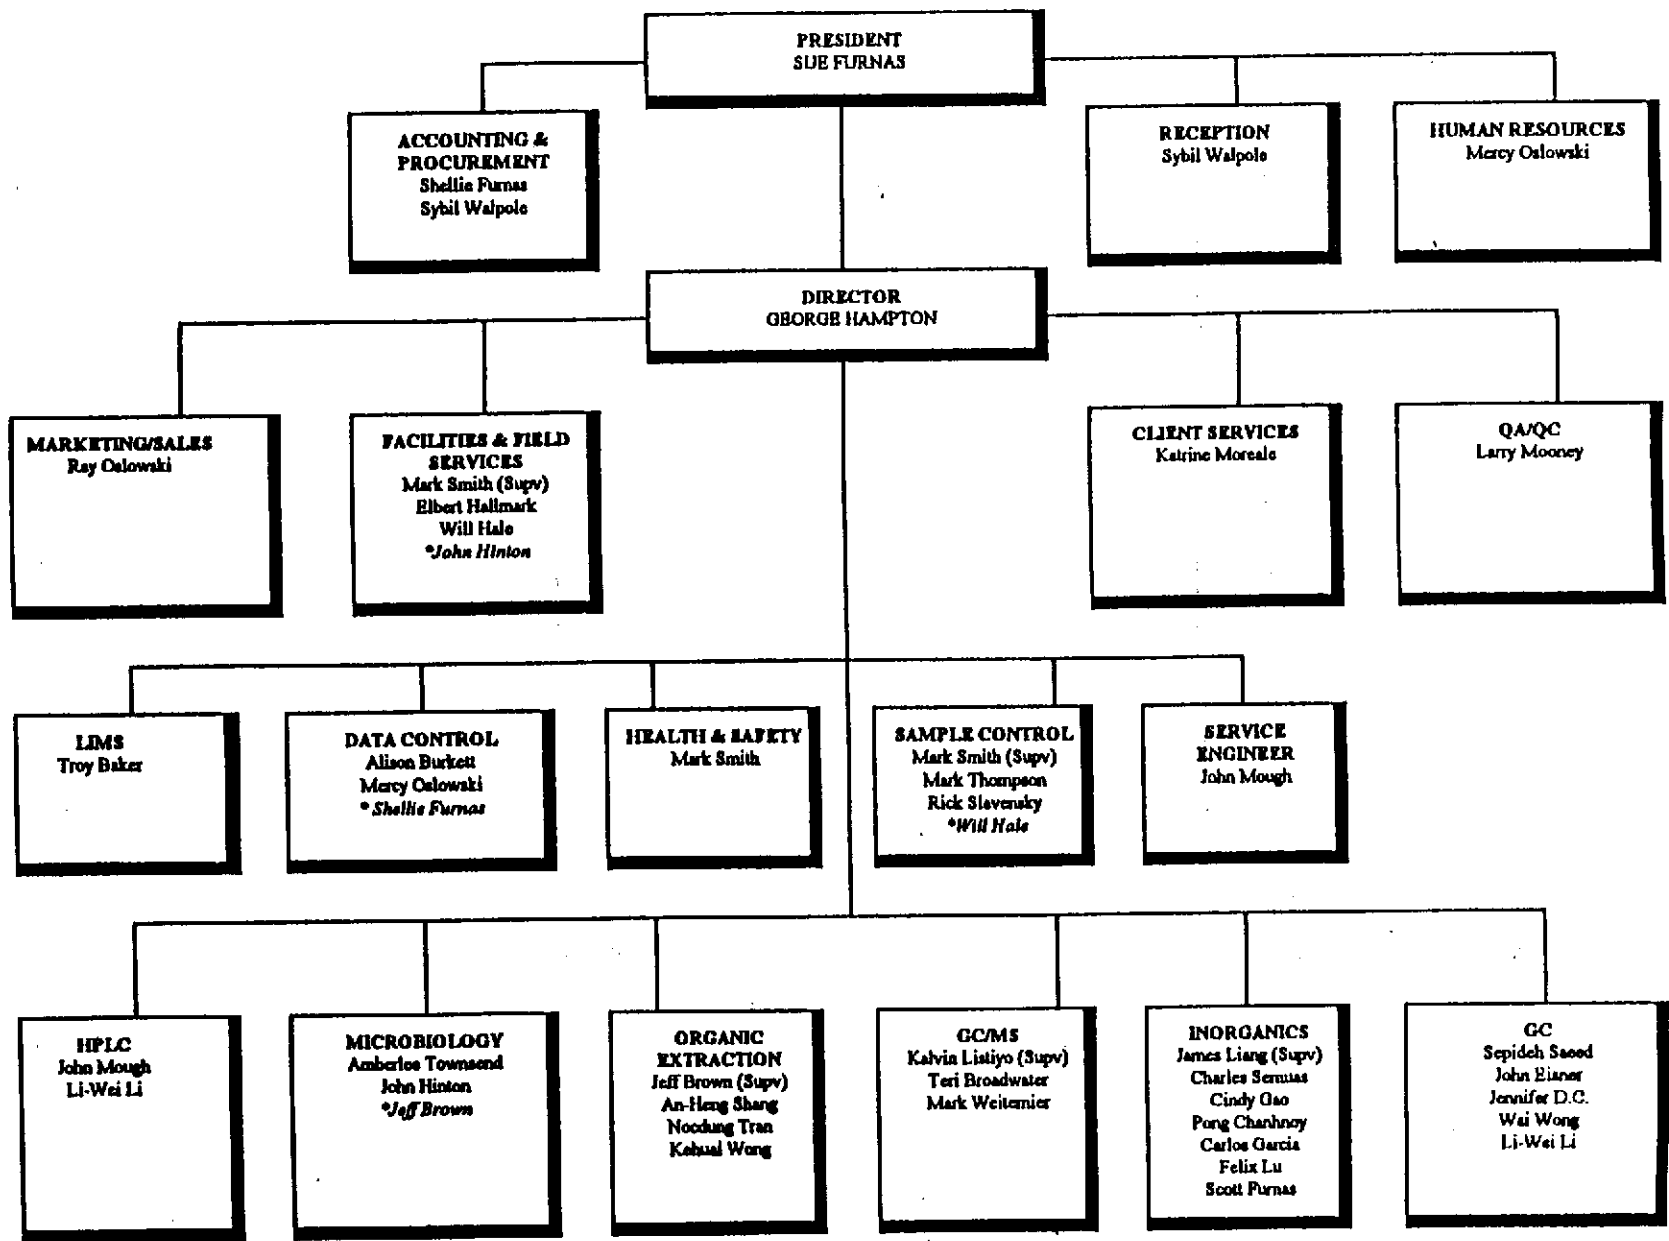 PRESIDENT
SUE FURNAS
ACCOUNTING &
PROCUREMENT
Shellie Furnas
Sybil Walpole
RECEPTION
Sybil Walpole
HUMAN RESOURCES
Mercy Oslowski
DIRECTOR
GEORGE HAMPTON
MARKETING/SALES
Ray Oslowski
FACILITIES & FIELD
SERVICES
Mark Smith (Supv)
Elbert Hallmark
Will Hale
*John Hinton
CLIENT SERVICES
Katrine Moreale
QA/QC
Larry Mooney
LIMS
Troy Baker
DATA CONTROL
Alison Burkett
Mercy Oslowski
* Shellie Furnas
HEALTH & SAFETY
Mark Smith
SAMPLE CONTROL
Mark Smith (Supv)
Mark Thompson
Rick Slavensky
*Will Hale
SERVICE
ENGINEER
John Mough
HPLC
John Mough
Li-Wei Li
MICROBIOLOGY
Amberlee Townsend
John Hinton
*Jeff Brown
ORGANIC
EXTRACTION
Jeff Brown (Supv)
An-Heng Shang
Tran
Wong
GC/MS
Kalvin Listiyo (Supv)
Teri Broadwater
Mark Weitemier
INORGANICS
James Liang (Supv)
Charles
Cindy Gao
Pong Chanhnoy
Carlos Garcia
Felix Lu
Scott Furnas
GC
Sepideh Saeed
John Eisner
Jennifer D.C.
Wai Wong
Li-Wei Li